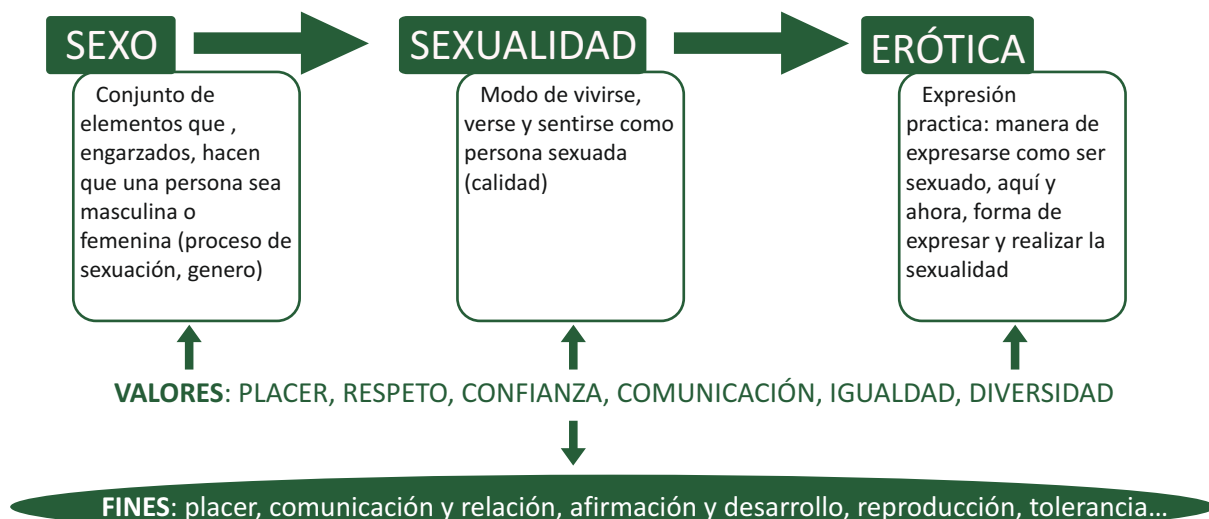 SEXO
SEXUALIDAD
ERÓTICA
Conjunto de
elementos que ,
engarzados, hacen
que una persona sea
masculina o
femenina (proceso de
sexuación, genero)
Modo de vivirse,
verse y sentirse como
persona sexuada
(calidad)
Expresión
practica: manera de
expresarse como ser
sexuado, aquí y
ahora, forma de
expresar y realizar la
sexualidad
VALORES: PLACER, RESPETO, CONFIANZA, COMUNICACIÓN, IGUALDAD, DIVERSIDAD
FINES: placer, comunicación y relación, afirmación y desarrollo, reproducción, tolerancia...